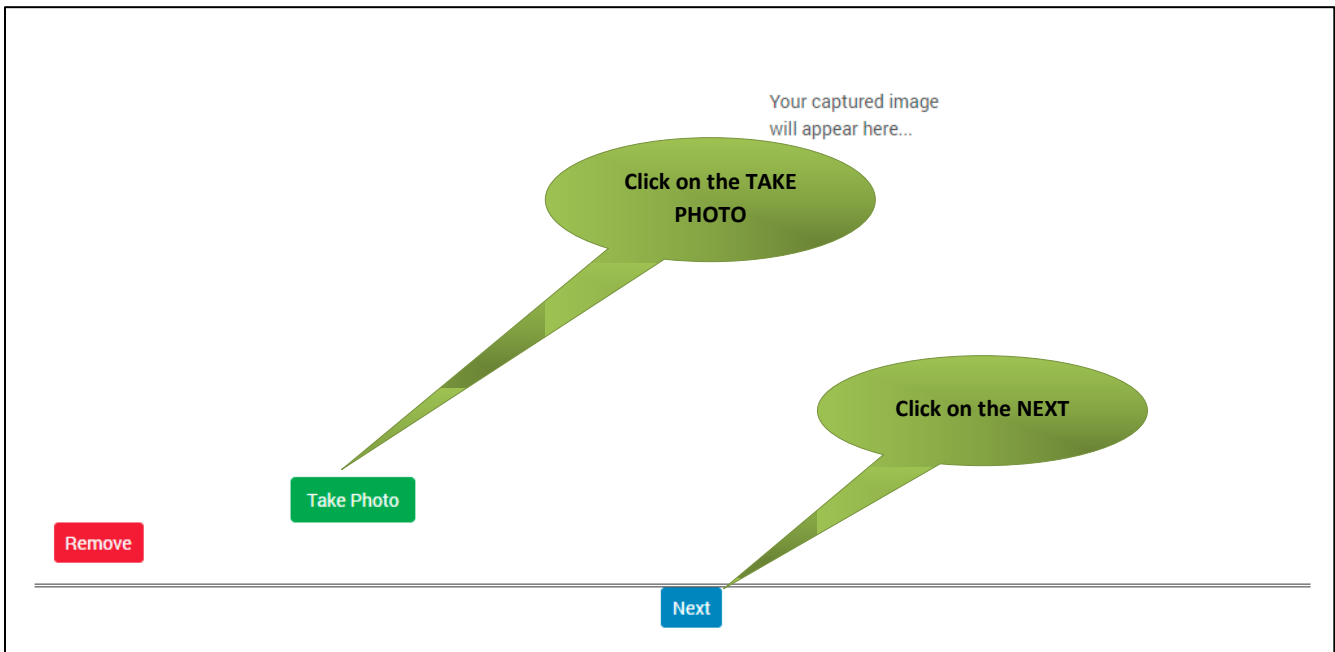 Your captured image
will appear here...
Click on the TAKE
PHOTO
Click on the NEXT
Take Photo
Remove
Next